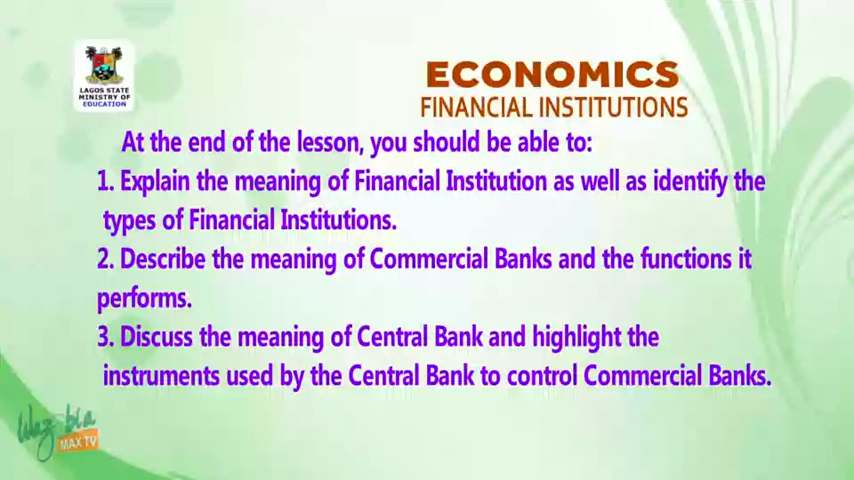 LAGOS STATE
MINISTRY OF
EDUCATION
ECONOMICS
FINANCIAL INSTITUTIONS
At the end of the lesson, you should be able to:
1. Explain the meaning of Financial Institution as well as identify the
types of Financial Institutions.
2. Describe the meaning of Commercial Banks and the functions it
performs.
3. Discuss the meaning of Central Bank and highlight the
instruments used by the Central Bank to control Commercial Banks.
Wazobia
MAX TV